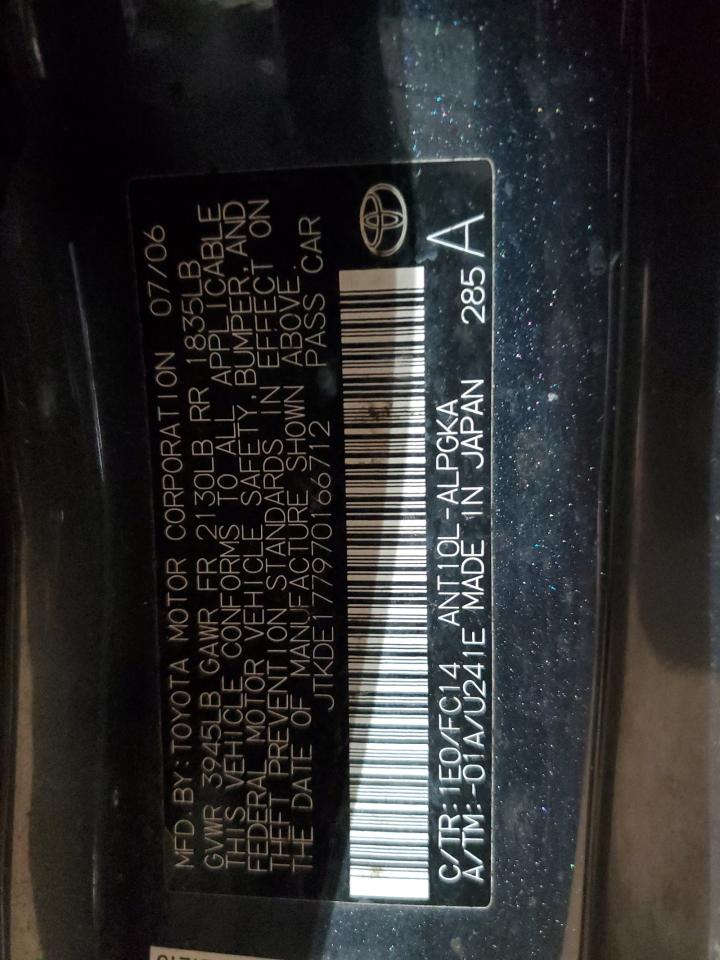 MFD. BY:TOYOTA MOTOR CORPORATION 07/06
GVWR 3945LB GAWR FR 2130LB RR 1835LB
THIS VEHICLE CONFORMS TO ALL APPLICABLE
FEDERAL MOTOR VEHICLE SAFETY,BUMPER,AND
THEFT PREVENTION STANDARDS IN EFFECT ON
THE DATE OF MANUFACTURE SHOWN ABOVE.
JTKDE177970166712 PASS CAR
C/TR:1E0/FC14 ANT10L-ALPGKA
A/TM:-01A/U241E MADE IN JAPAN 285 A